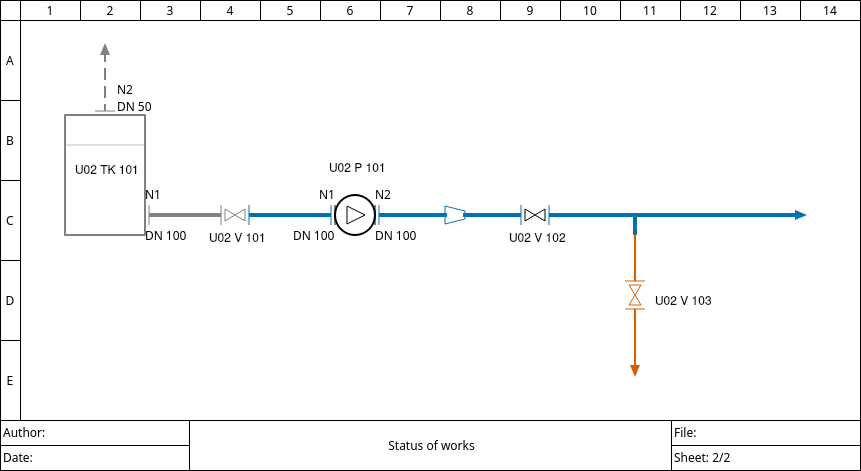 1 2 3 4 5 6 7 8 9 10 11 12 13 14
A
N2
DN 50
B
U02 TK 101
U02 P 101
N1 N1 N2
C
DN 100 U02 V 101 DN 100 DN 100 U02 V 102
D
U02 V 103
E
Author: Status of works File:
Date: Sheet: 2/2